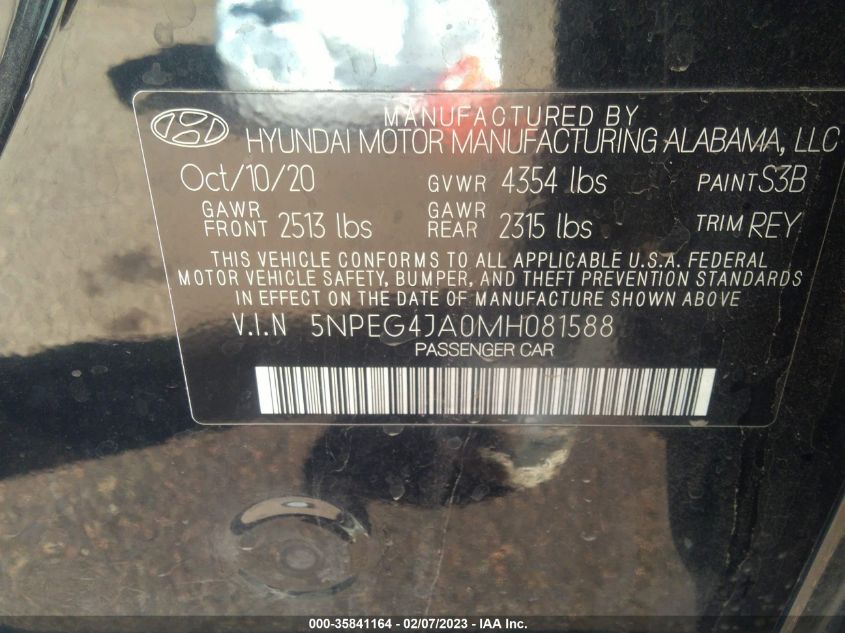 MANUFACTURED BY
HYUNDAI MOTOR MANUFACTURING ALABAMA, LLC
Oct/10/20 GVWR 4354 lbs PAINT S3B
GAWR FRONT 2513 lbs GAWR REAR 2315 lbs TRIM REY
THIS VEHICLE CONFORMS TO ALL APPLICABLE U.S.A. FEDERAL
MOTOR VEHICLE SAFETY, BUMPER, AND THEFT PREVENTION STANDARDS
IN EFFECT ON THE DATE OF MANUFACTURE SHOWN ABOVE
V.I.N 5NPEG4JA0MH081588
PASSENGER CAR
000-35841164 - 02/07/2023 - IAA Inc.